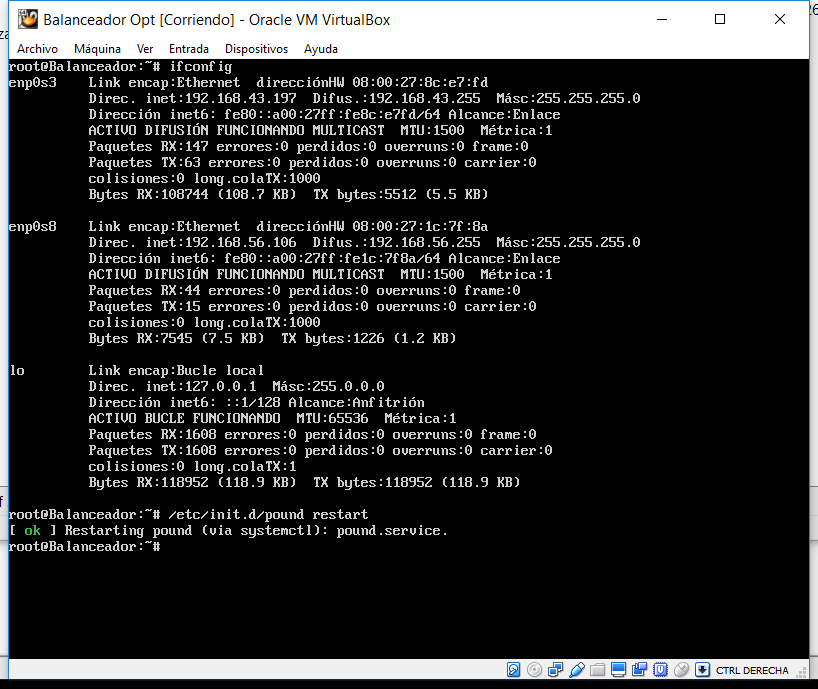 Balanceador Opt [Corriendo] - Oracle VM VirtualBox
Archivo Máquina Ver Entrada Dispositivos Ayuda
root@Balanceador:~# ifconfig
enp0s3 Link encap:Ethernet direcciónHW 08:00:27:8c:e7:fd
Direc. inet:192.168.43.197 Difus.:192.168.43.255 Másc:255.255.255.0
Dirección inet6: fe80::a00:27ff:fe8c:e7fd/64 Alcance:Enlace
ACTIVO DIFUSIÓN FUNCIONANDO MULTICAST MTU:1500 Métrica:1
Paquetes RX:147 errores:0 perdidos:0 overruns:0 frame:0
Paquetes TX:63 errores:0 perdidos:0 overruns:0 carrier:0
colisiones:0 long.colaTX:1000
Bytes RX:108744 (108.7 KB) TX bytes:5512 (5.5 KB)
enp0s8 Link encap:Ethernet direcciónHW 08:00:27:1c:7f:8a
Direc. inet:192.168.56.106 Difus.:192.168.56.255 Másc:255.255.255.0
Dirección inet6: fe80::a00:27ff:fe1c:7f8a/64 Alcance:Enlace
ACTIVO DIFUSIÓN FUNCIONANDO MULTICAST MTU:1500 Métrica:1
Paquetes RX:44 errores:0 perdidos:0 overruns:0 frame:0
Paquetes TX:15 errores:0 perdidos:0 overruns:0 carrier:0
colisiones:0 long.colaTX:1000
Bytes RX:7545 (7.5 KB) TX bytes:1226 (1.2 KB)
lo Link encap:Bucle local
Direc. inet:127.0.0.1 Másc:255.0.0.0
Dirección inet6: ::1/128 Alcance:Anfitrión
ACTIVO BUCLE FUNCIONANDO MTU:65536 Métrica:1
Paquetes RX:1608 errores:0 perdidos:0 overruns:0 frame:0
Paquetes TX:1608 errores:0 perdidos:0 overruns:0 carrier:0
colisiones:0 long.colaTX:1
Bytes RX:118952 (118.9 KB) TX bytes:118952 (118.9 KB)
root@Balanceador:~# /etc/init.d/pound restart
[ ok ] Restarting pound (via systemctl): pound.service.
root@Balanceador:~#
CTRL DERECHA